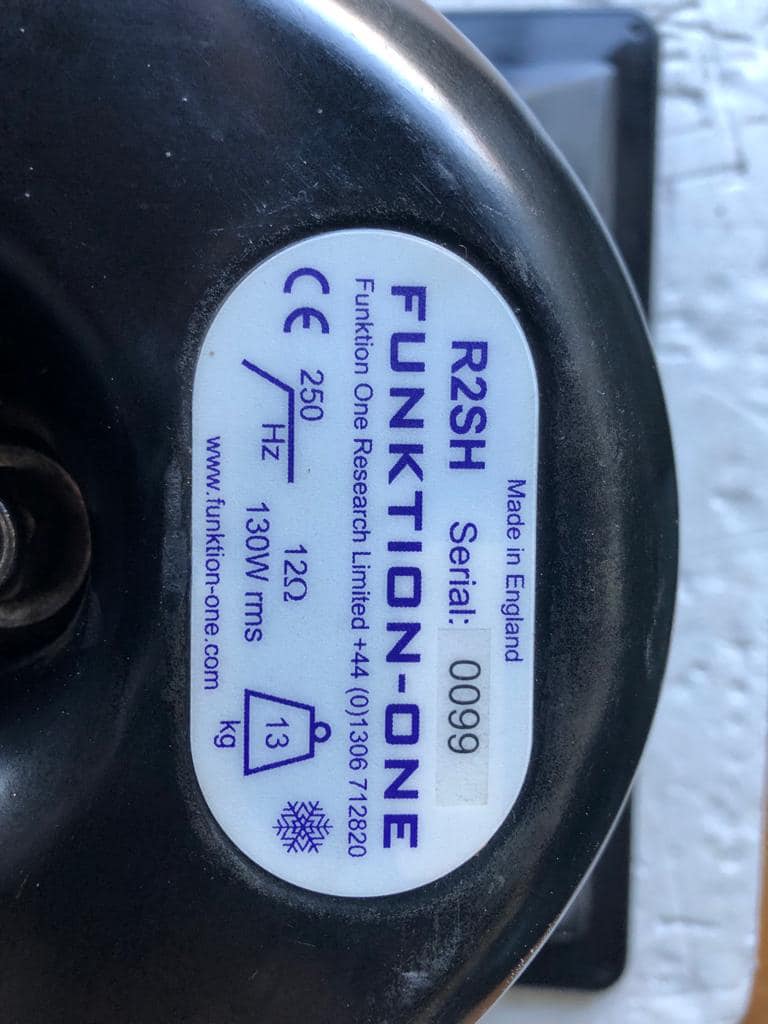 Made in England
R2SH Serial: 0099
FUNKTION-ONE
Funktion One Research Limited +44 (0)1306 712820
CE 250 Hz 12Ω 130W rms 13 kg
www.funktion-one.com